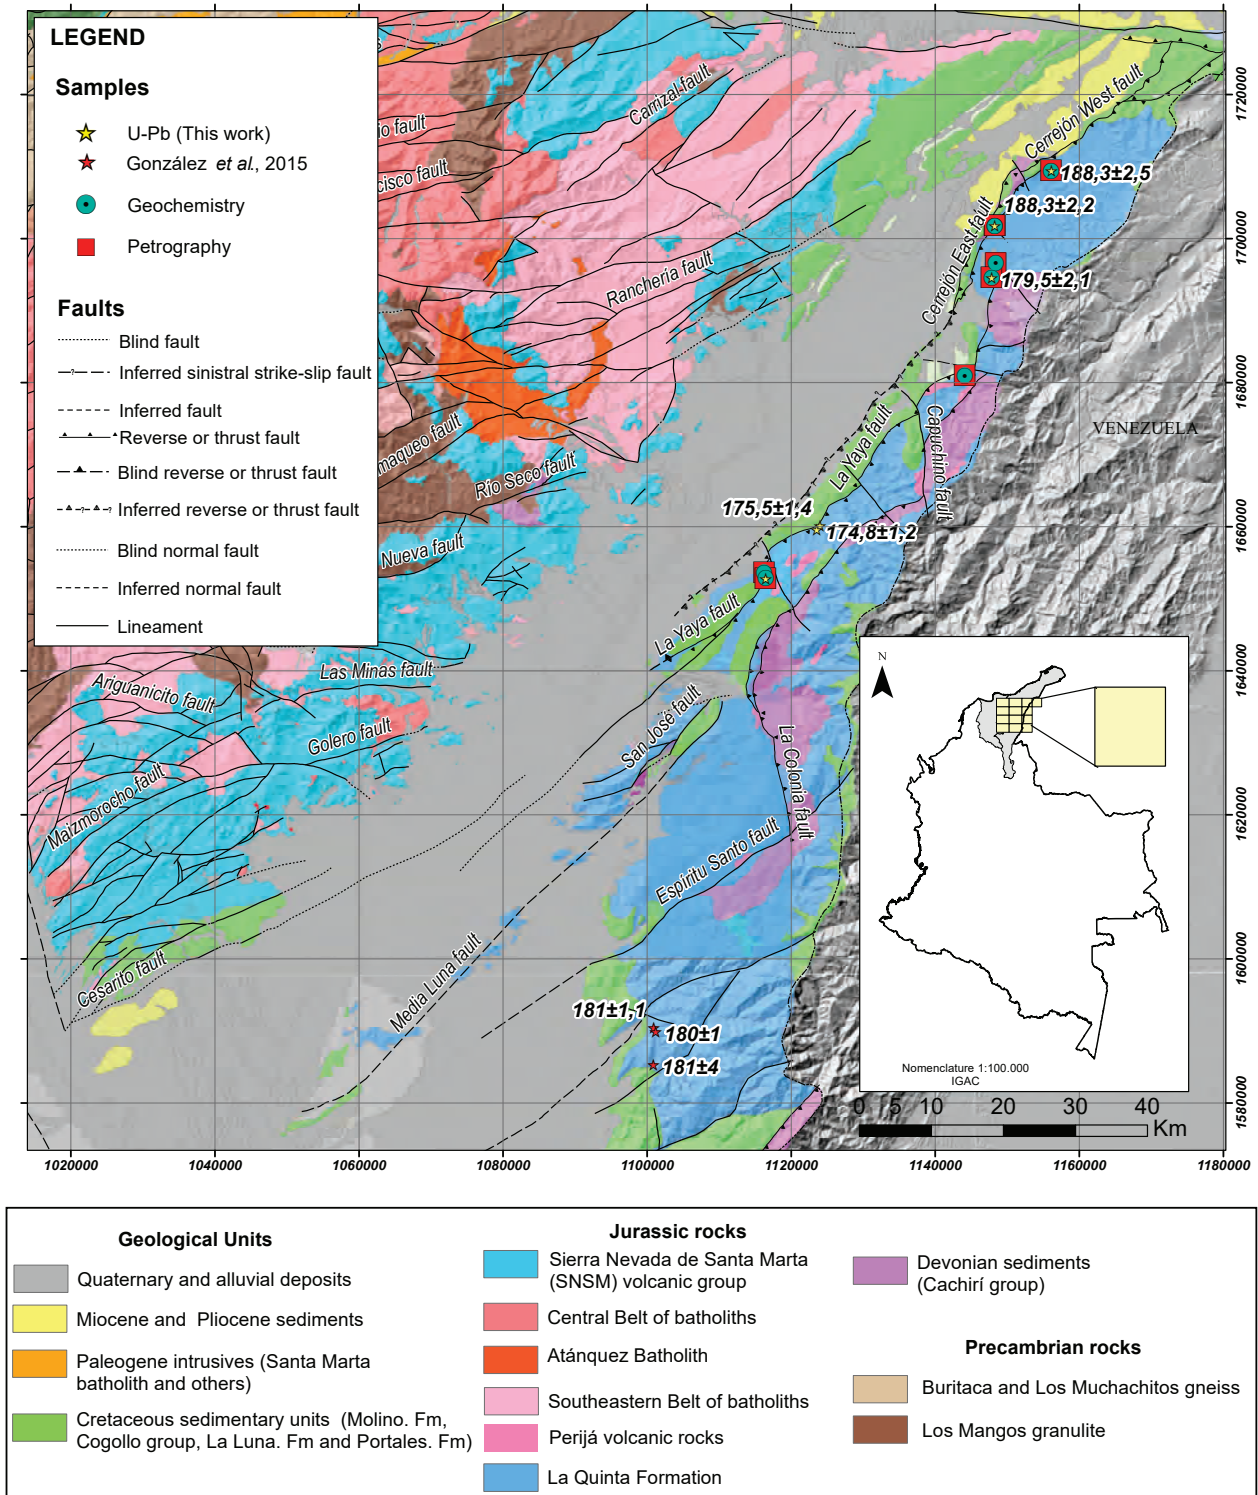 LEGEND
Samples
U-Pb (This work)
González et al., 2015
Geochemistry
Petrography
Faults
Blind fault
Inferred sinistral strike-slip fault
Inferred fault
Reverse or thrust fault
Blind reverse or thrust fault
Inferred reverse or thrust fault
Blind normal fault
Inferred normal fault
Lineament
Carrizal fault
io fault
cisco fault
Ranchería fault
maqueo fault
Río Seco fault
Nueva fault
Las Minas fault
Ariguanicito fault
Golero fault
Maizmorocho fault
Cesarito fault
Media Luna fault
San José fault
Espíritu Santo fault
La Colonia fault
La Yaya fault
La Yaya fault
Capuchino fault
Cerrejón East fault
Cerrejón West fault
188,3±2,5
188,3±2,2
179,5±2,1
175,5±1,4
174,8±1,2
181±1,1
180±1
181±4
VENEZUELA
N
Nomenclature 1:100.000
IGAC
0 5 10 20 30 40
Km
1720000
1700000
1680000
1660000
1640000
1620000
1600000
1580000
1020000 1040000 1060000 1080000 1100000 1120000 1140000 1160000 1180000
Geological Units
Quaternary and alluvial deposits
Miocene and Pliocene sediments
Paleogene intrusives (Santa Marta
batholith and others)
Cretaceous sedimentary units (Molino. Fm,
Cogollo group, La Luna. Fm and Portales. Fm)
Jurassic rocks
Sierra Nevada de Santa Marta
(SNSM) volcanic group
Central Belt of batholiths
Atánquez Batholith
Southeastern Belt of batholiths
Perijá volcanic rocks
La Quinta Formation
Devonian sediments
(Cachirí group)
Precambrian rocks
Buritaca and Los Muchachitos gneiss
Los Mangos granulite